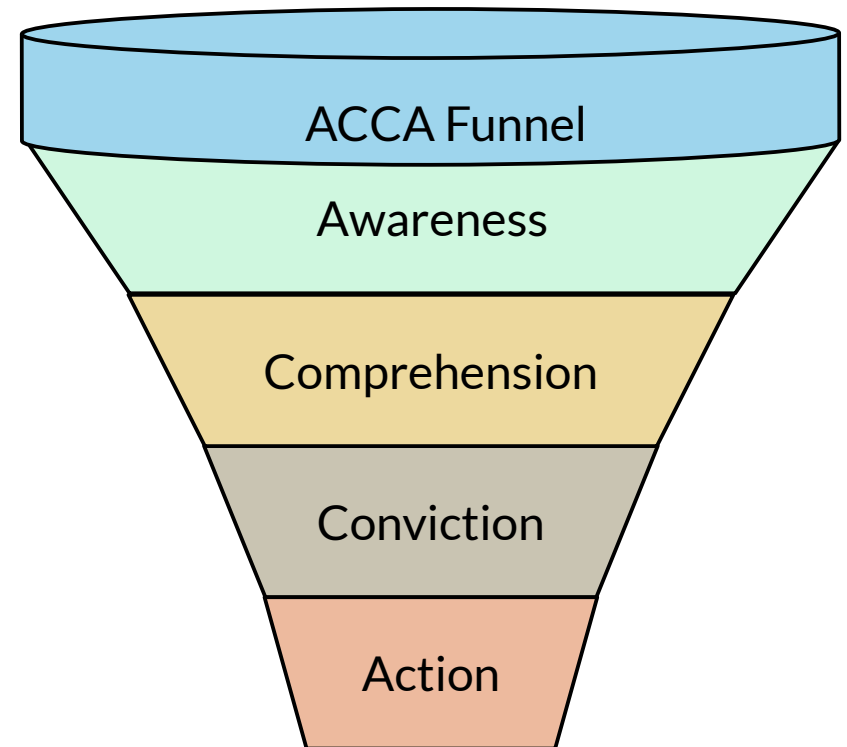 ACCA Funnel
Awareness
Comprehension
Conviction
Action